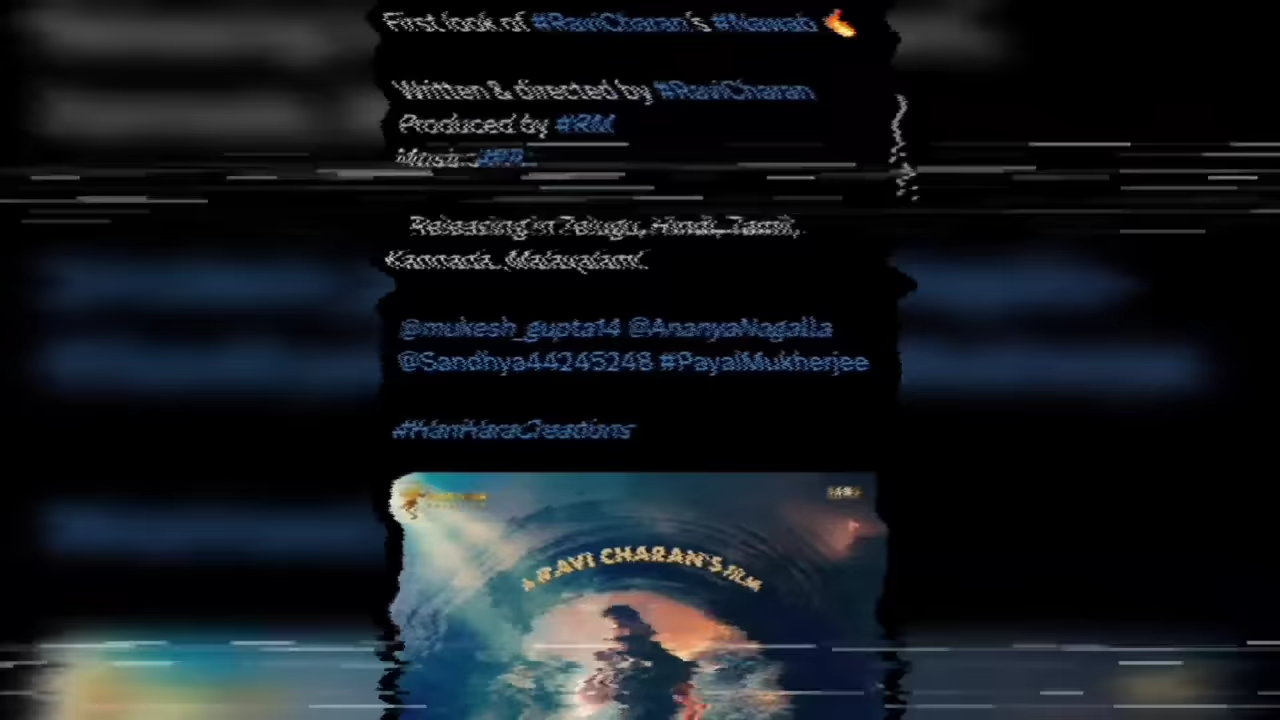 First look of #RaviCharan's #Nawab 🔥
Written & directed by #RaviCharan
Produced by #RM
Music :
Releasing in Telugu, Hindi, Tamil,
Kannada, Malayalam.
@mukesh_gupta14 @AnanyaNagalla
@Sandhya44245248 #PayalMukherjee
#HariHaraCreations
A RAVI CHARAN'S FILM